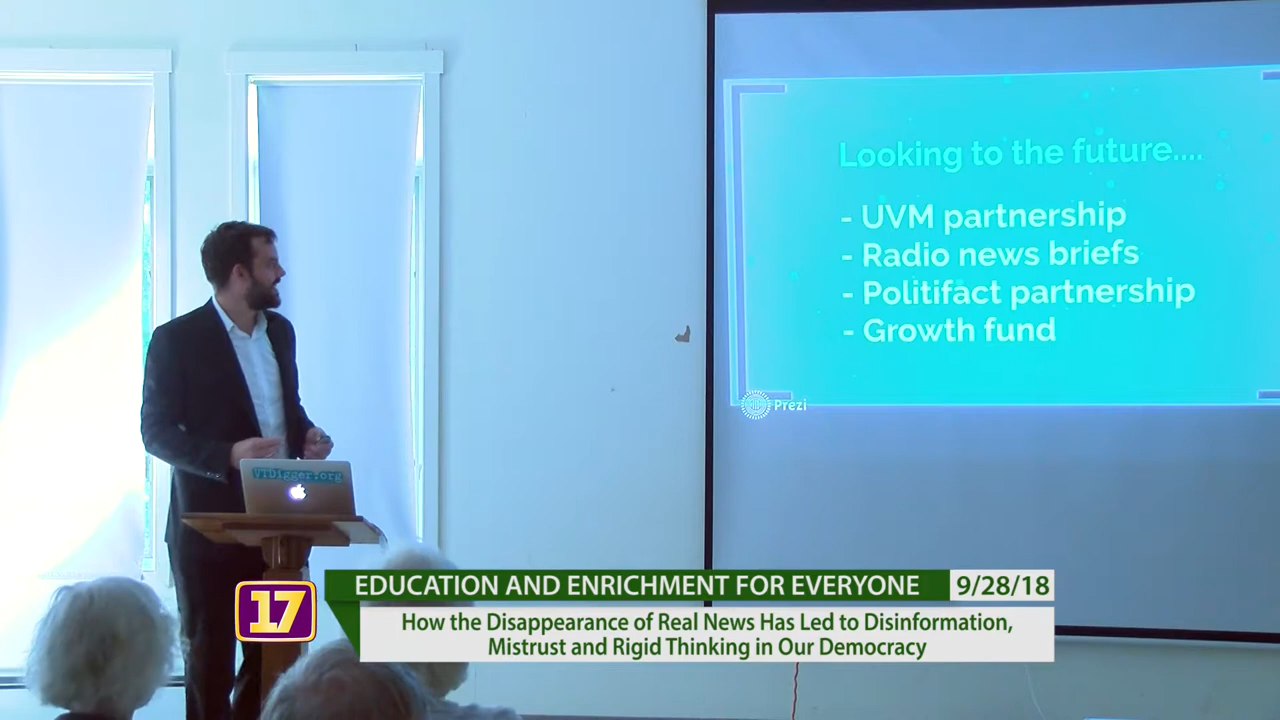 Looking to the future....
- UVM partnership
- Radio news briefs
- Politifact partnership
- Growth fund
Prezi
VTDigger.org
17
EDUCATION AND ENRICHMENT FOR EVERYONE
9/28/18
How the Disappearance of Real News Has Led to Disinformation,
Mistrust and Rigid Thinking in Our Democracy